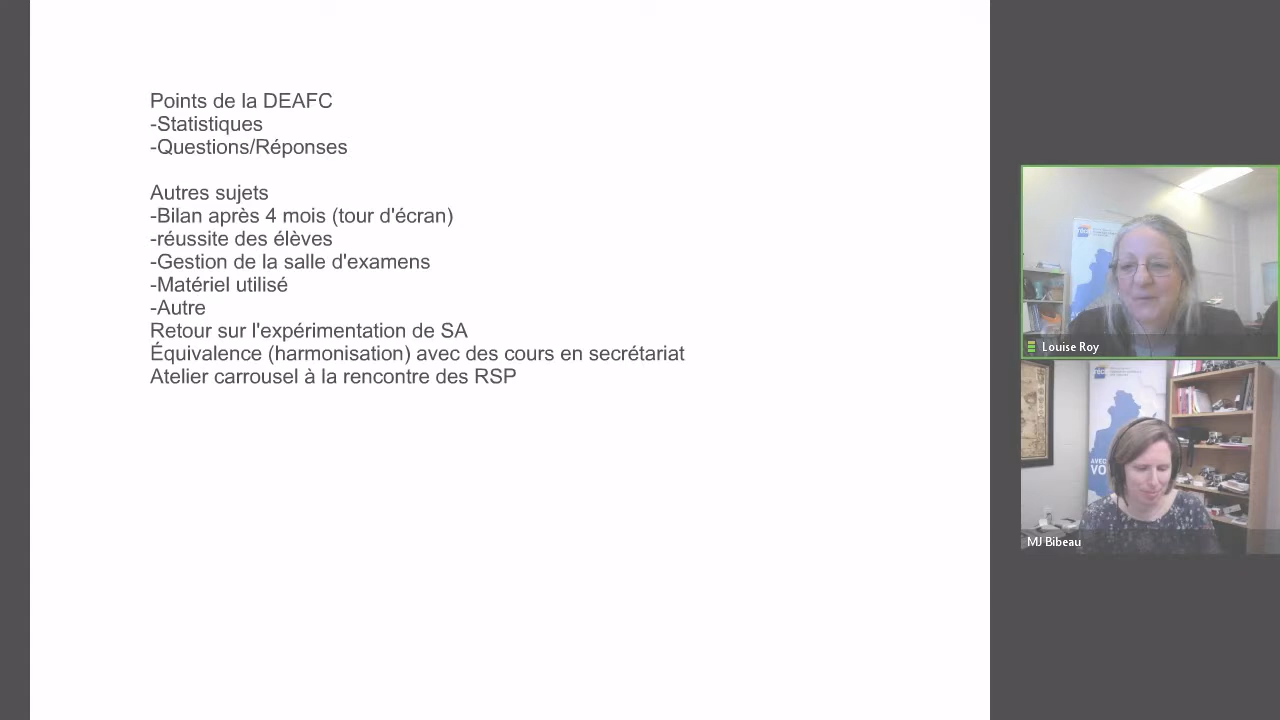 Points de la DEAFC
-Statistiques
-Questions/Réponses
Autres sujets
-Bilan après 4 mois (tour d'écran)
-réussite des élèves
-Gestion de la salle d'examens
-Matériel utilisé
-Autre
Retour sur l'expérimentation de SA
Équivalence (harmonisation) avec des cours en secrétariat
Atelier carrousel à la rencontre des RSP
Louise Roy
AVEC
VO
MJ Bibeau